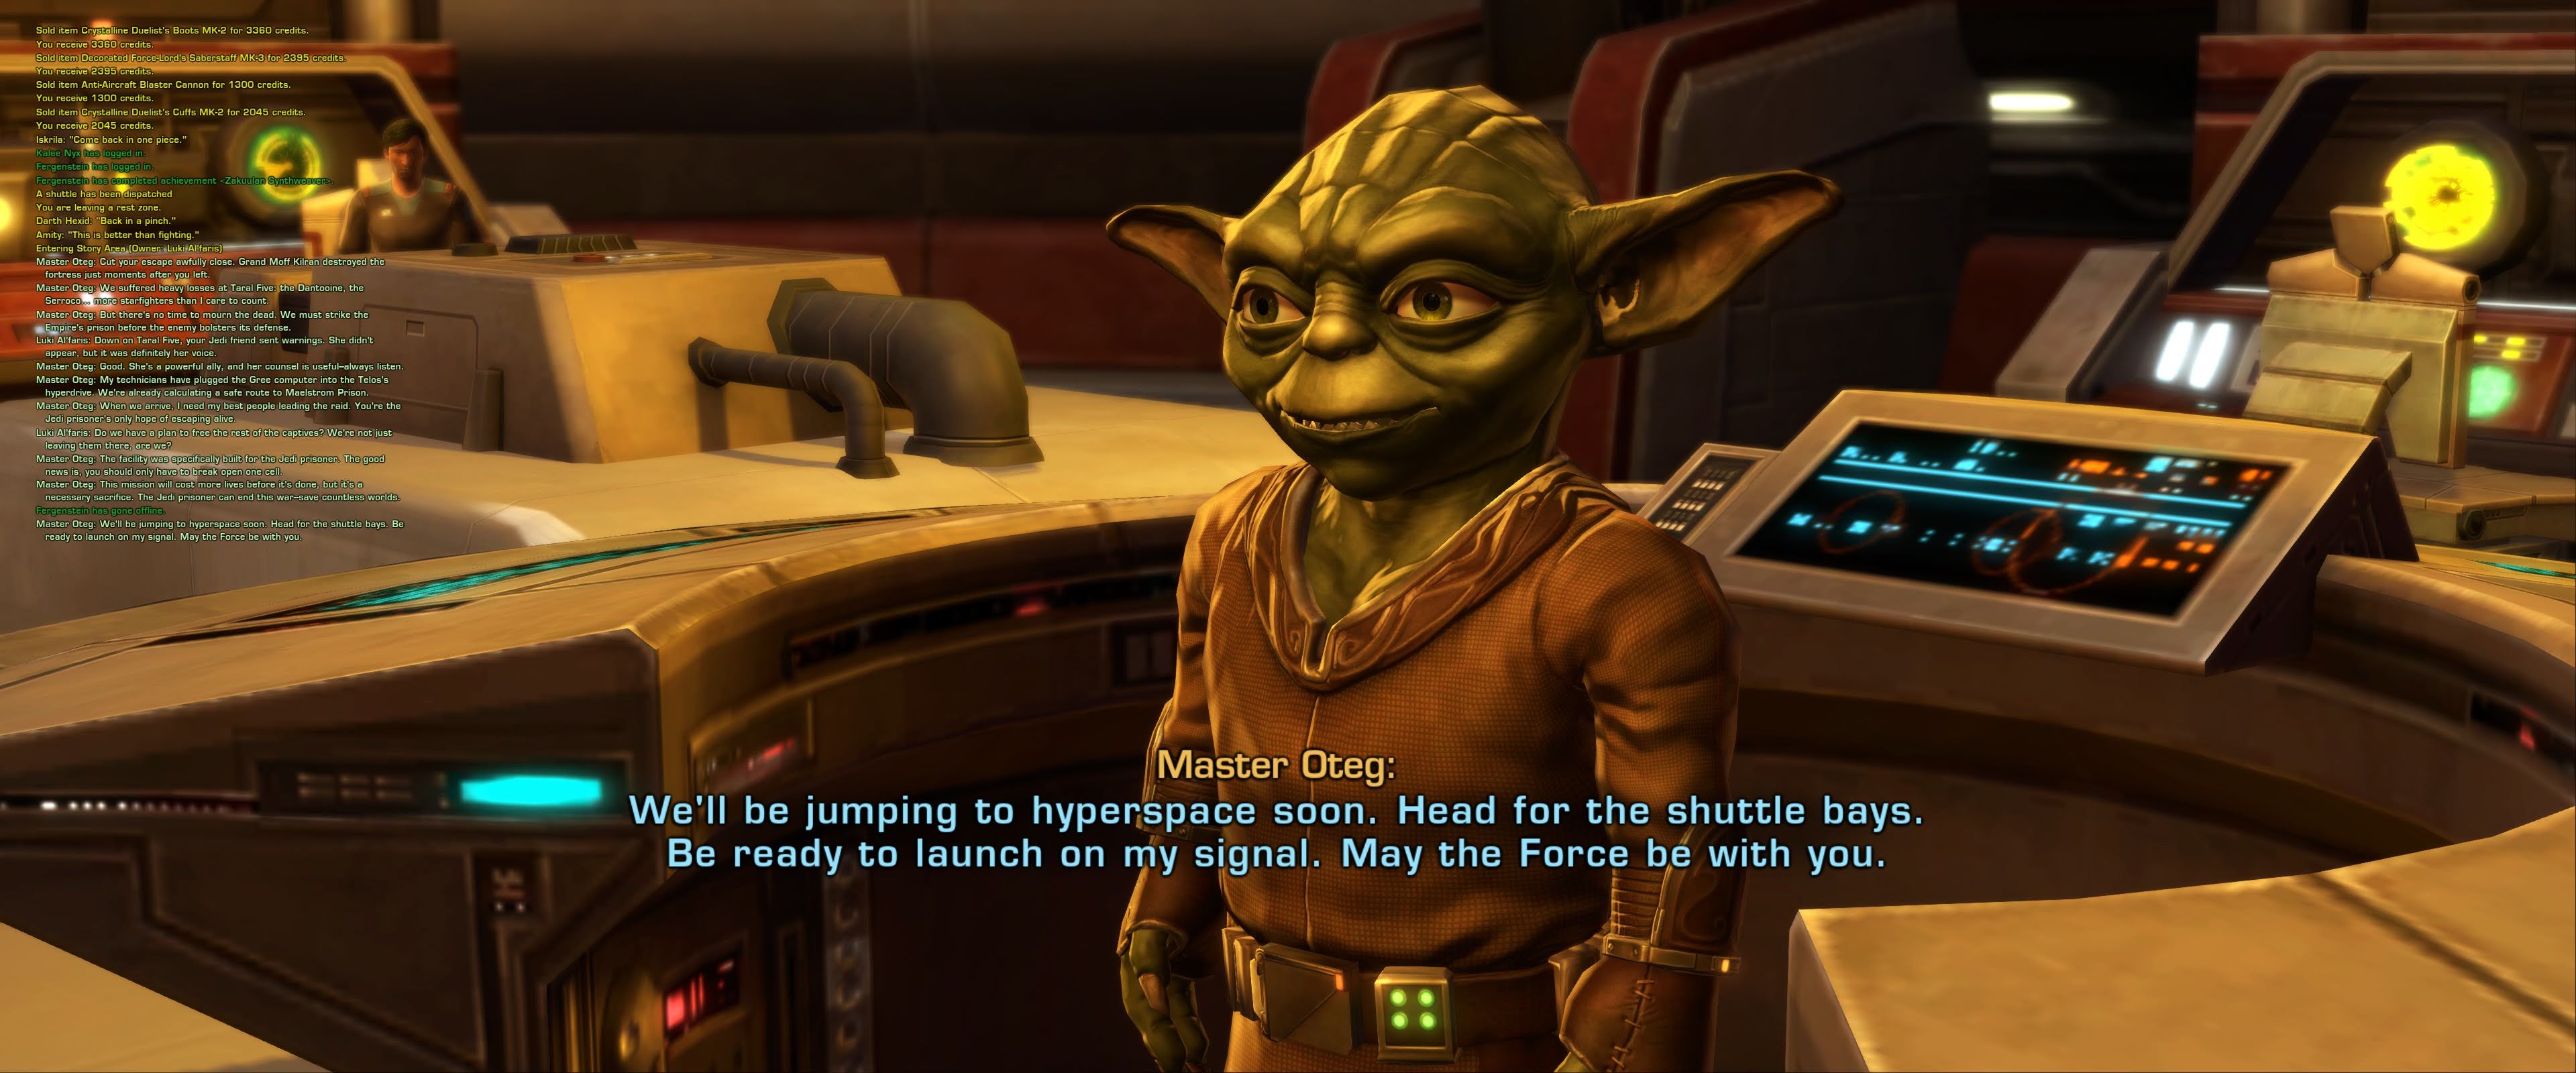 Sold item Crystalline Duelist's Boots MK-2 for 3360 credits.
You receive 3360 credits.
Sold item Decorated Force-Lord's Saberstaff MK-3 for 2395 credits.
You receive 2395 credits.
Sold item Anti-Aircraft Blaster Cannon for 1300 credits.
You receive 1300 credits.
Sold item Crystalline Duelist's Cuffs MK-2 for 2045 credits.
You receive 2045 credits.
Iskrila: "Come back in one piece."
Kalee Nyx has logged in.
Fergenstein has logged in.
Fergenstein has completed achievement <Zakuulan Synthweaver>.
A shuttle has been dispatched
You are leaving a rest zone.
Darth Hexid: "Back in a pinch."
Amity: "This is better than fighting."
Entering Story Area (Owner: Luki Al'faris)
Master Oteg: Cut your escape awfully close. Grand Moff Kilran destroyed the
fortress just moments after you left.
Master Oteg: We suffered heavy losses at Taral Five: the Dantooine, the
Serroco... more starfighters than I care to count.
Master Oteg: But there's no time to mourn the dead. We must strike the
Empire's prison before the enemy bolsters its defense.
Luki Al'faris: Down on Taral Five, your Jedi friend sent warnings. She didn't
appear, but it was definitely her voice.
Master Oteg: Good. She's a powerful ally, and her counsel is useful—always listen.
Master Oteg: My technicians have plugged the Gree computer into the Telos's
hyperdrive. We're already calculating a safe route to Maelstrom Prison.
Master Oteg: When we arrive, I need my best people leading the raid. You're the
Jedi prisoner's only hope of escaping alive.
Luki Al'faris: Do we have a plan to free the rest of the captives? We're not just
leaving them there, are we?
Master Oteg: The facility was specifically built for the Jedi prisoner. The good
news is, you should only have to break open one cell.
Master Oteg: This mission will cost more lives before it's done, but it's a
necessary sacrifice. The Jedi prisoner can end this war—save countless worlds.
Fergenstein has gone offline.
Master Oteg: We'll be jumping to hyperspace soon. Head for the shuttle bays. Be
ready to launch on my signal. May the Force be with you.
Master Oteg:
We'll be jumping to hyperspace soon. Head for the shuttle bays.
Be ready to launch on my signal. May the Force be with you.